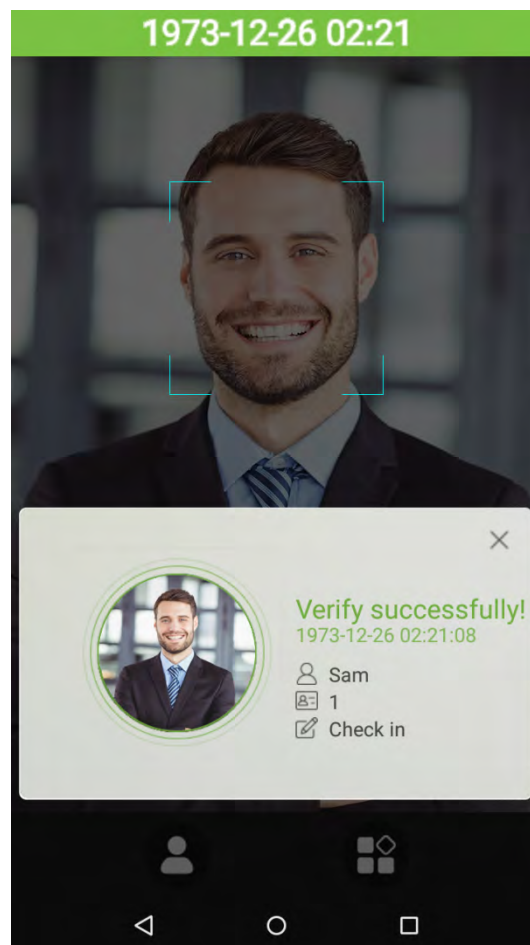 1973-12-26 02:21
Verify successfully!
1973-12-26 02:21:08
Sam
1
Check in